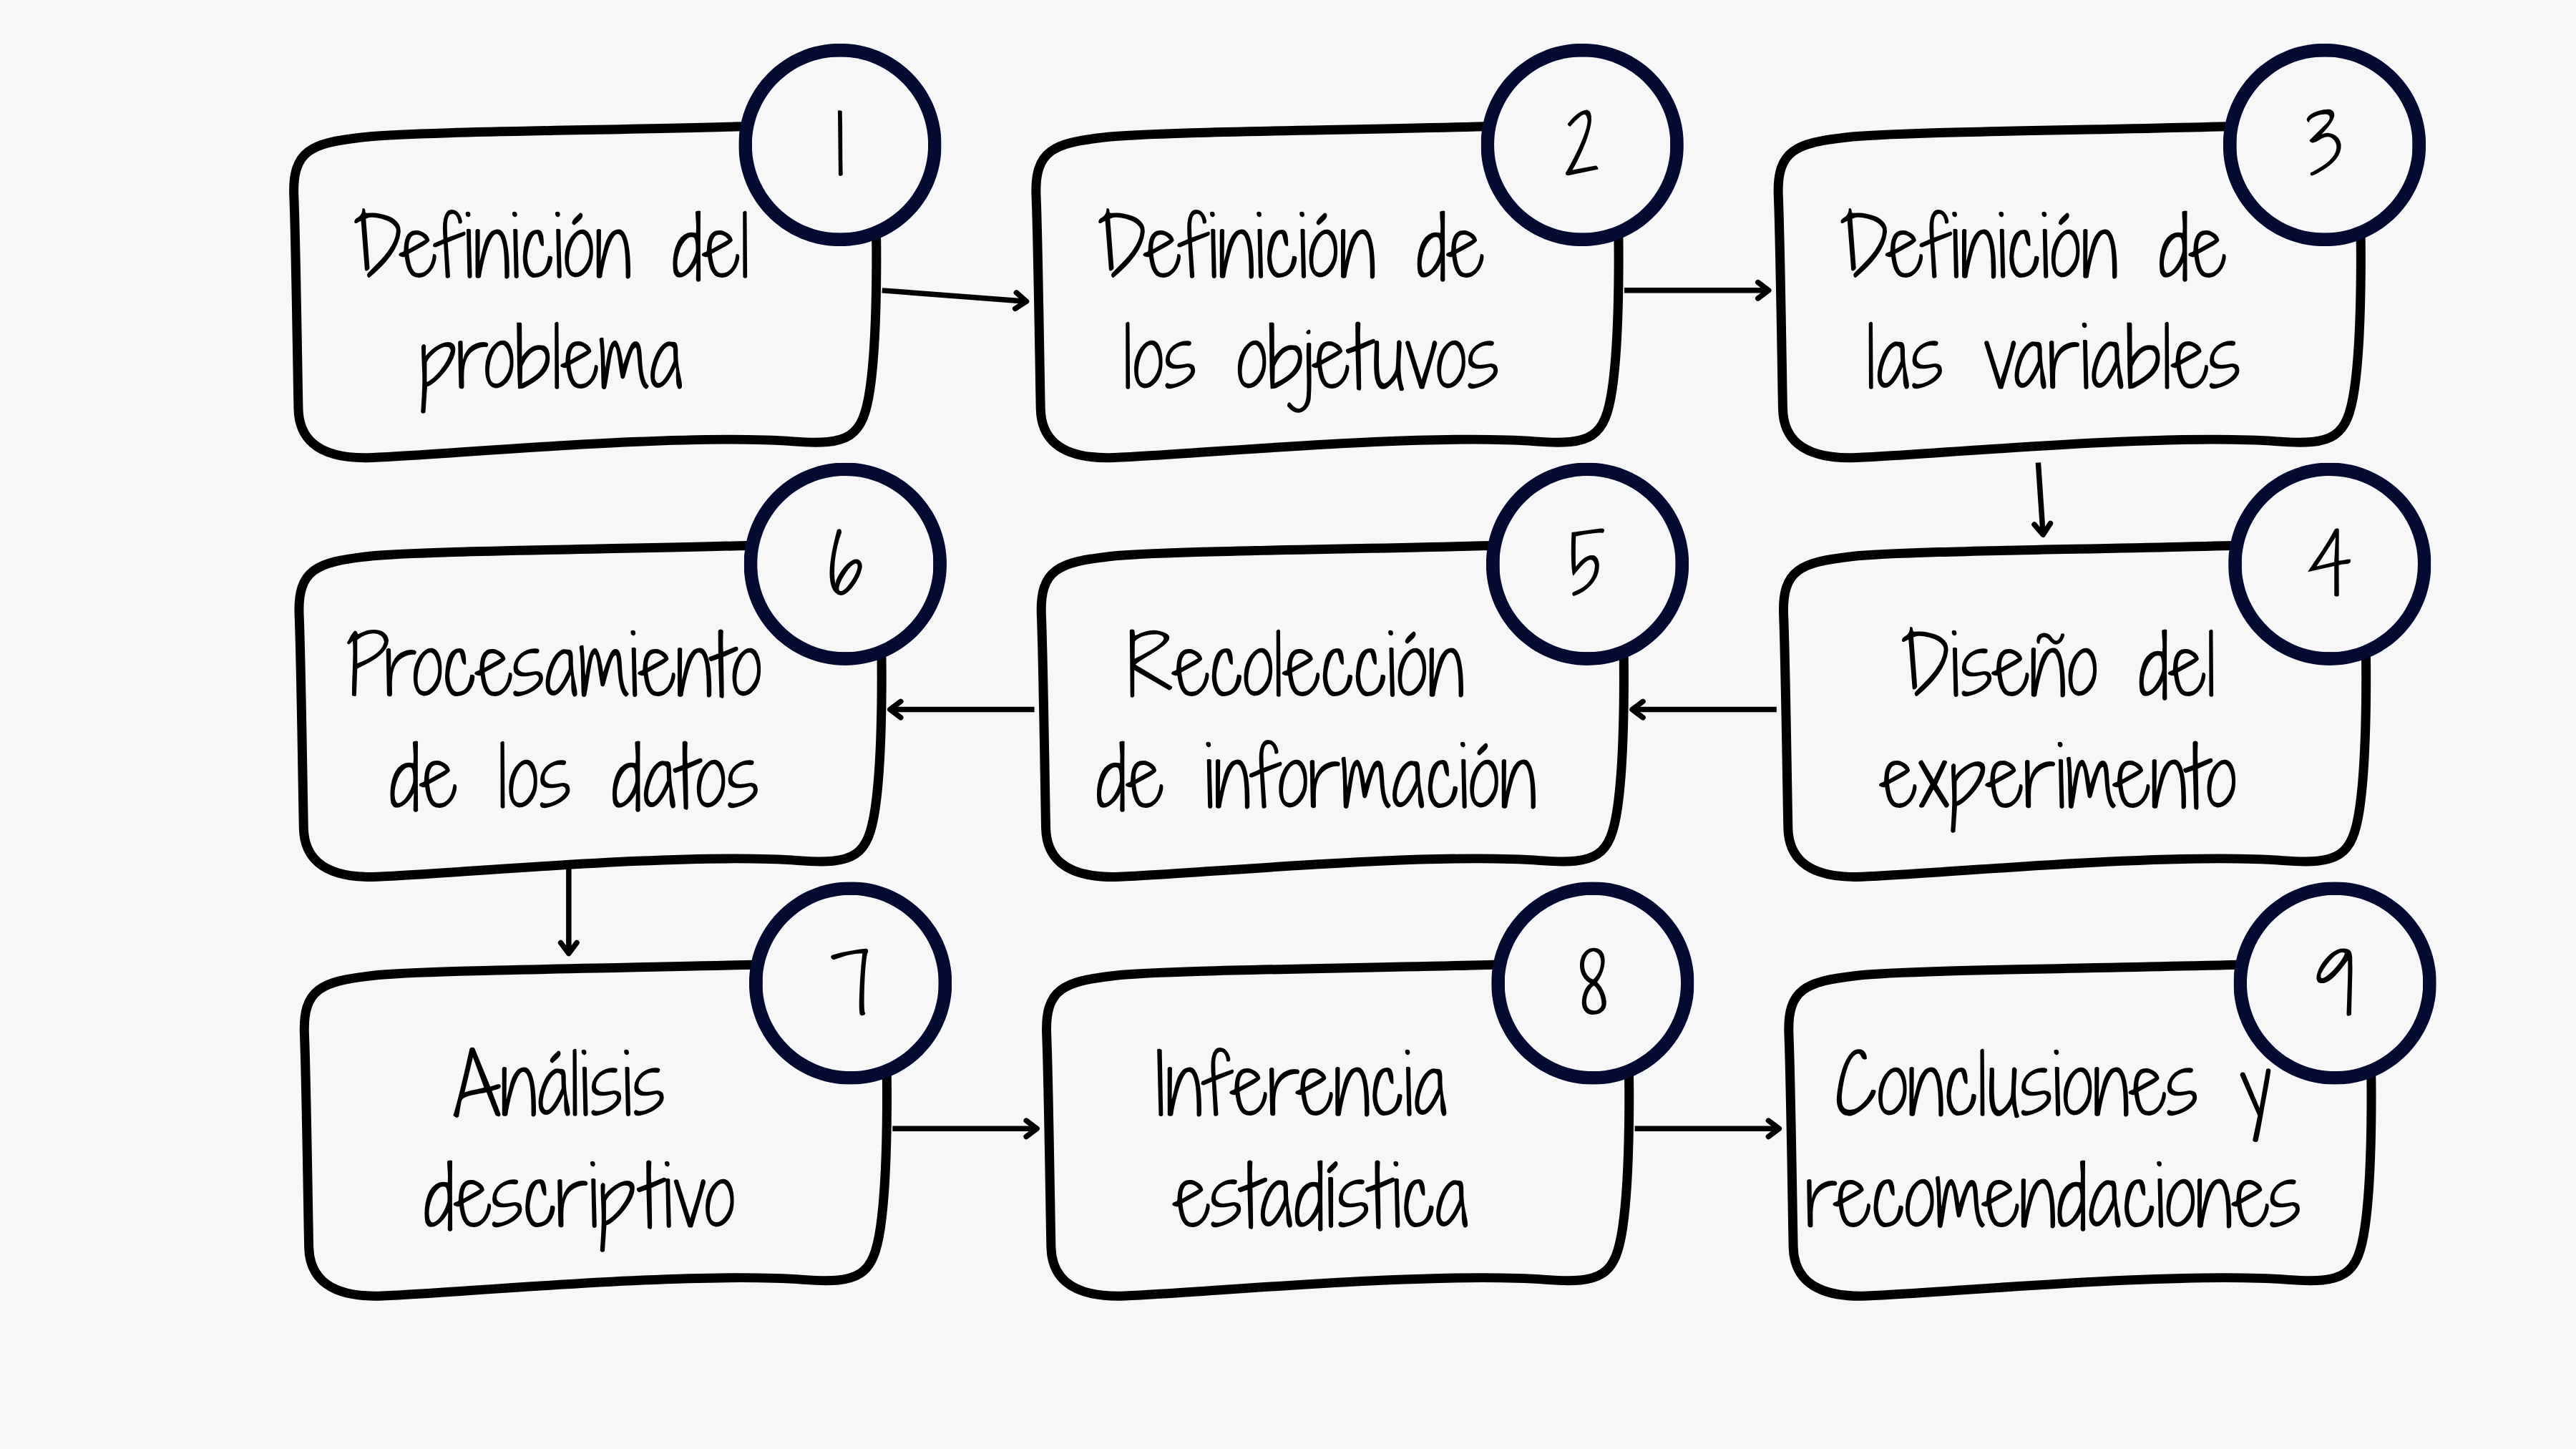 1
Definición del
problema
2
Definición de
los objetuvos
3
Definición de
las variables
4
Diseño del
experimento
5
Recolección
de información
6
Procesamiento
de los datos
7
Análisis
descriptivo
8
Inferencia
estadística
9
Conclusiones y
recomendaciones